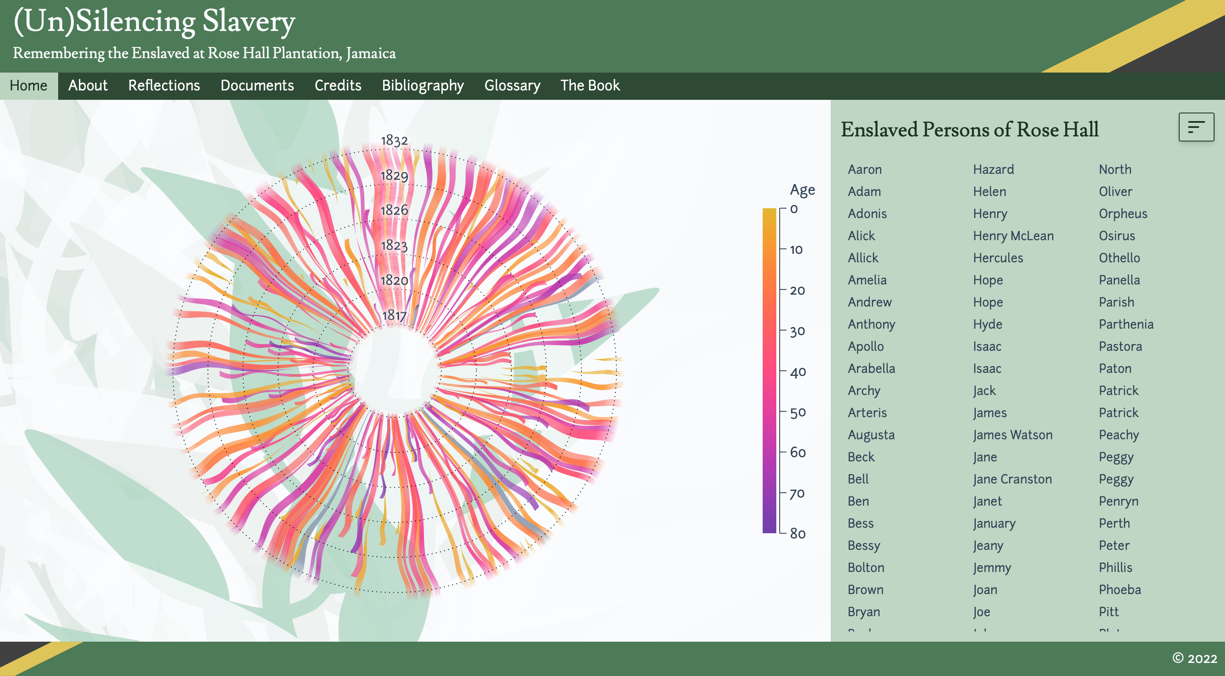 (Un)Silencing Slavery
Remembering the Enslaved at Rose Hall Plantation, Jamaica
Home About Reflections Documents Credits Bibliography Glossary The Book
1832
1829
1826
1823
1820
1817
Age
0
10
20
30
40
50
60
70
80
Enslaved Persons of Rose Hall
Aaron Hazard North
Adam Helen Oliver
Adonis Henry Orpheus
Alick Henry McLean Osirus
Allick Hercules Othello
Amelia Hope Panella
Andrew Hope Parish
Anthony Hyde Parthenia
Apollo Isaac Pastora
Arabella Isaac Paton
Archy Jack Patrick
Arteris James Patrick
Augusta James Watson Peachy
Beck Jane Peggy
Bell Jane Cranston Peggy
Ben Janet Penryn
Bess January Perth
Bessy Jeany Peter
Bolton Jemmy Phillis
Brown Joan Phoeba
Bryan Joe Pitt
© 2022